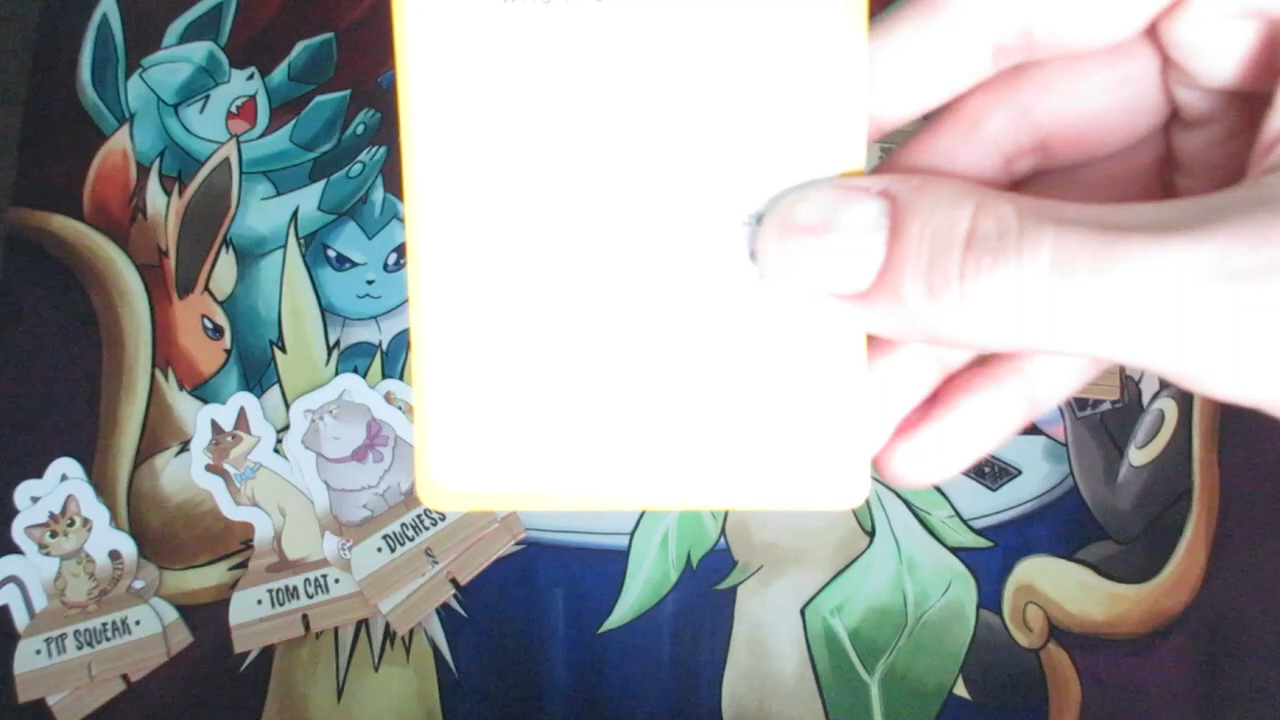 • PIP SQUEAK •
• TOM CAT •
• DUCHESS